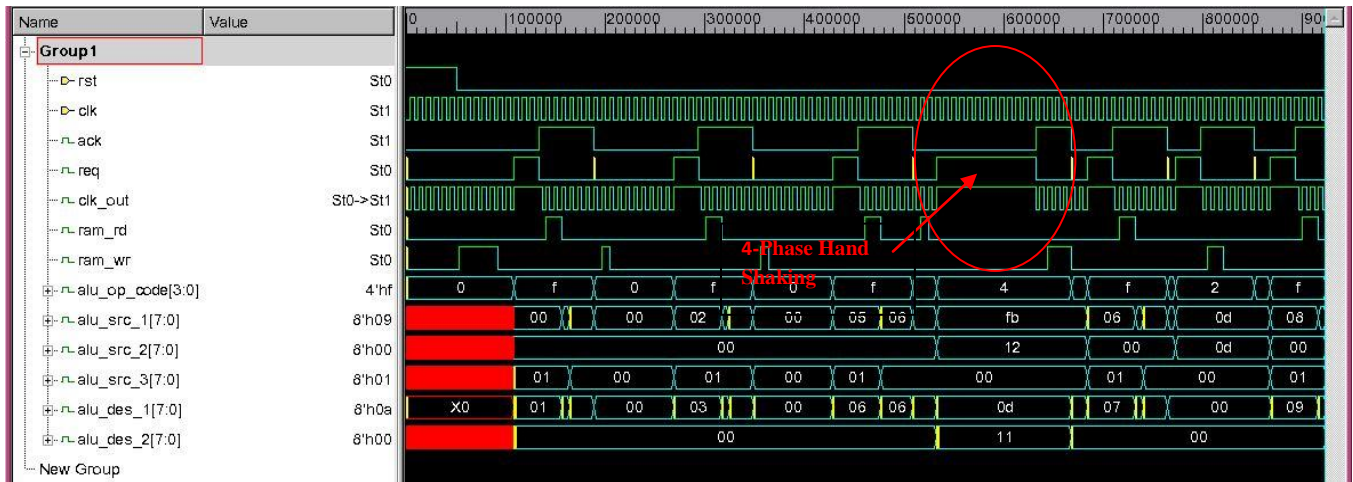 Name Value 0 100000 200000 300000 400000 500000 600000 700000 800000 90
Group1
rst St0
clk St1
ack St1
req St0
clk_out St0->St1
ram_rd St0
4-Phase Hand
ram_wr St0
Shaking
alu_op_code[3:0] 4'hf 0 f 0 f 0 f 4 f 2 f
alu_src_1[7:0] 8'h09 00 00 02 00 05 06 fb 06 0d 08
alu_src_2[7:0] 8'h00 00 12 00 0d 00
alu_src_3[7:0] 8'h01 01 00 01 00 01 00 01 00 01
alu_des_1[7:0] 8'h0a X0 01 00 03 00 06 06 0d 07 00 09
alu_des_2[7:0] 8'h00 00 11 00
New Group